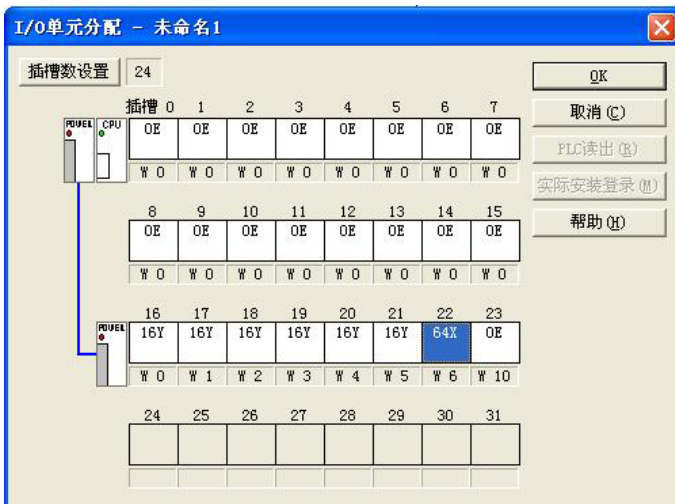 I/O单元分配 - 未命名1
插槽数设置 24
OK
取消(C)
PLC读出(R)
实际安装登录(M)
帮助(H)
插槽 0 1 2 3 4 5 6 7
POWER CPU 0E 0E 0E 0E 0E 0E 0E 0E
W 0 W 0 W 0 W 0 W 0 W 0 W 0 W 0
8 9 10 11 12 13 14 15
0E 0E 0E 0E 0E 0E 0E 0E
W 0 W 0 W 0 W 0 W 0 W 0 W 0 W 0
16 17 18 19 20 21 22 23
POWER 16Y 16Y 16Y 16Y 16Y 16Y 64X 0E
W 0 W 1 W 2 W 3 W 4 W 5 W 6 W 10
24 25 26 27 28 29 30 31